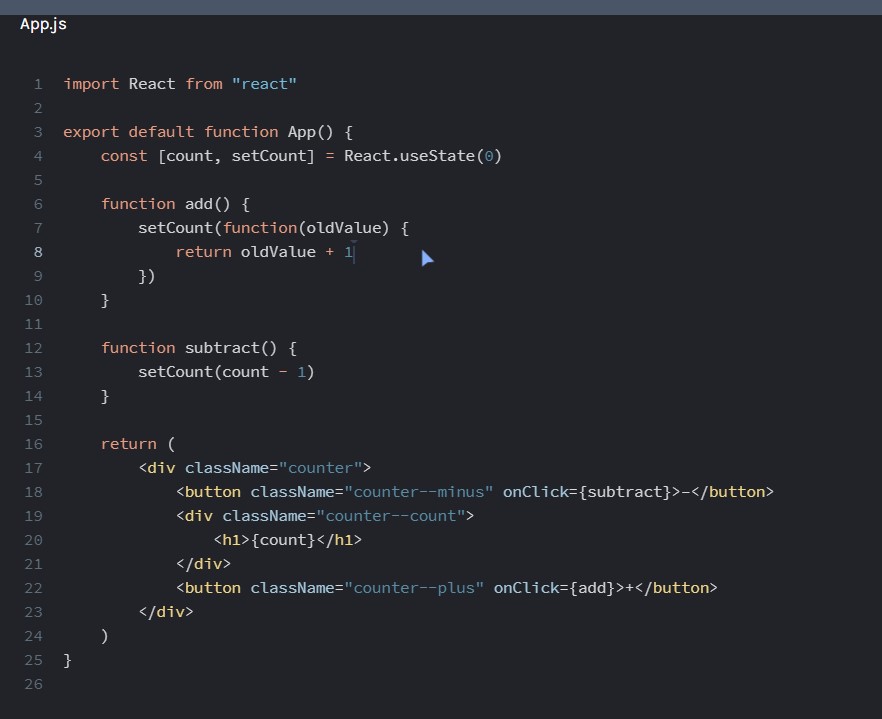 App.js
1 import React from "react"
2
3 export default function App() {
4     const [count, setCount] = React.useState(0)
5
6     function add() {
7         setCount(function(oldValue) {
8             return oldValue + 1
9         })
10     }
11
12     function subtract() {
13         setCount(count - 1)
14     }
15
16     return (
17         <div className="counter">
18             <button className="counter--minus" onClick={subtract}>–</button>
19             <div className="counter--count">
20                 <h1>{count}</h1>
21             </div>
22             <button className="counter--plus" onClick={add}>+</button>
23         </div>
24     )
25 }
26